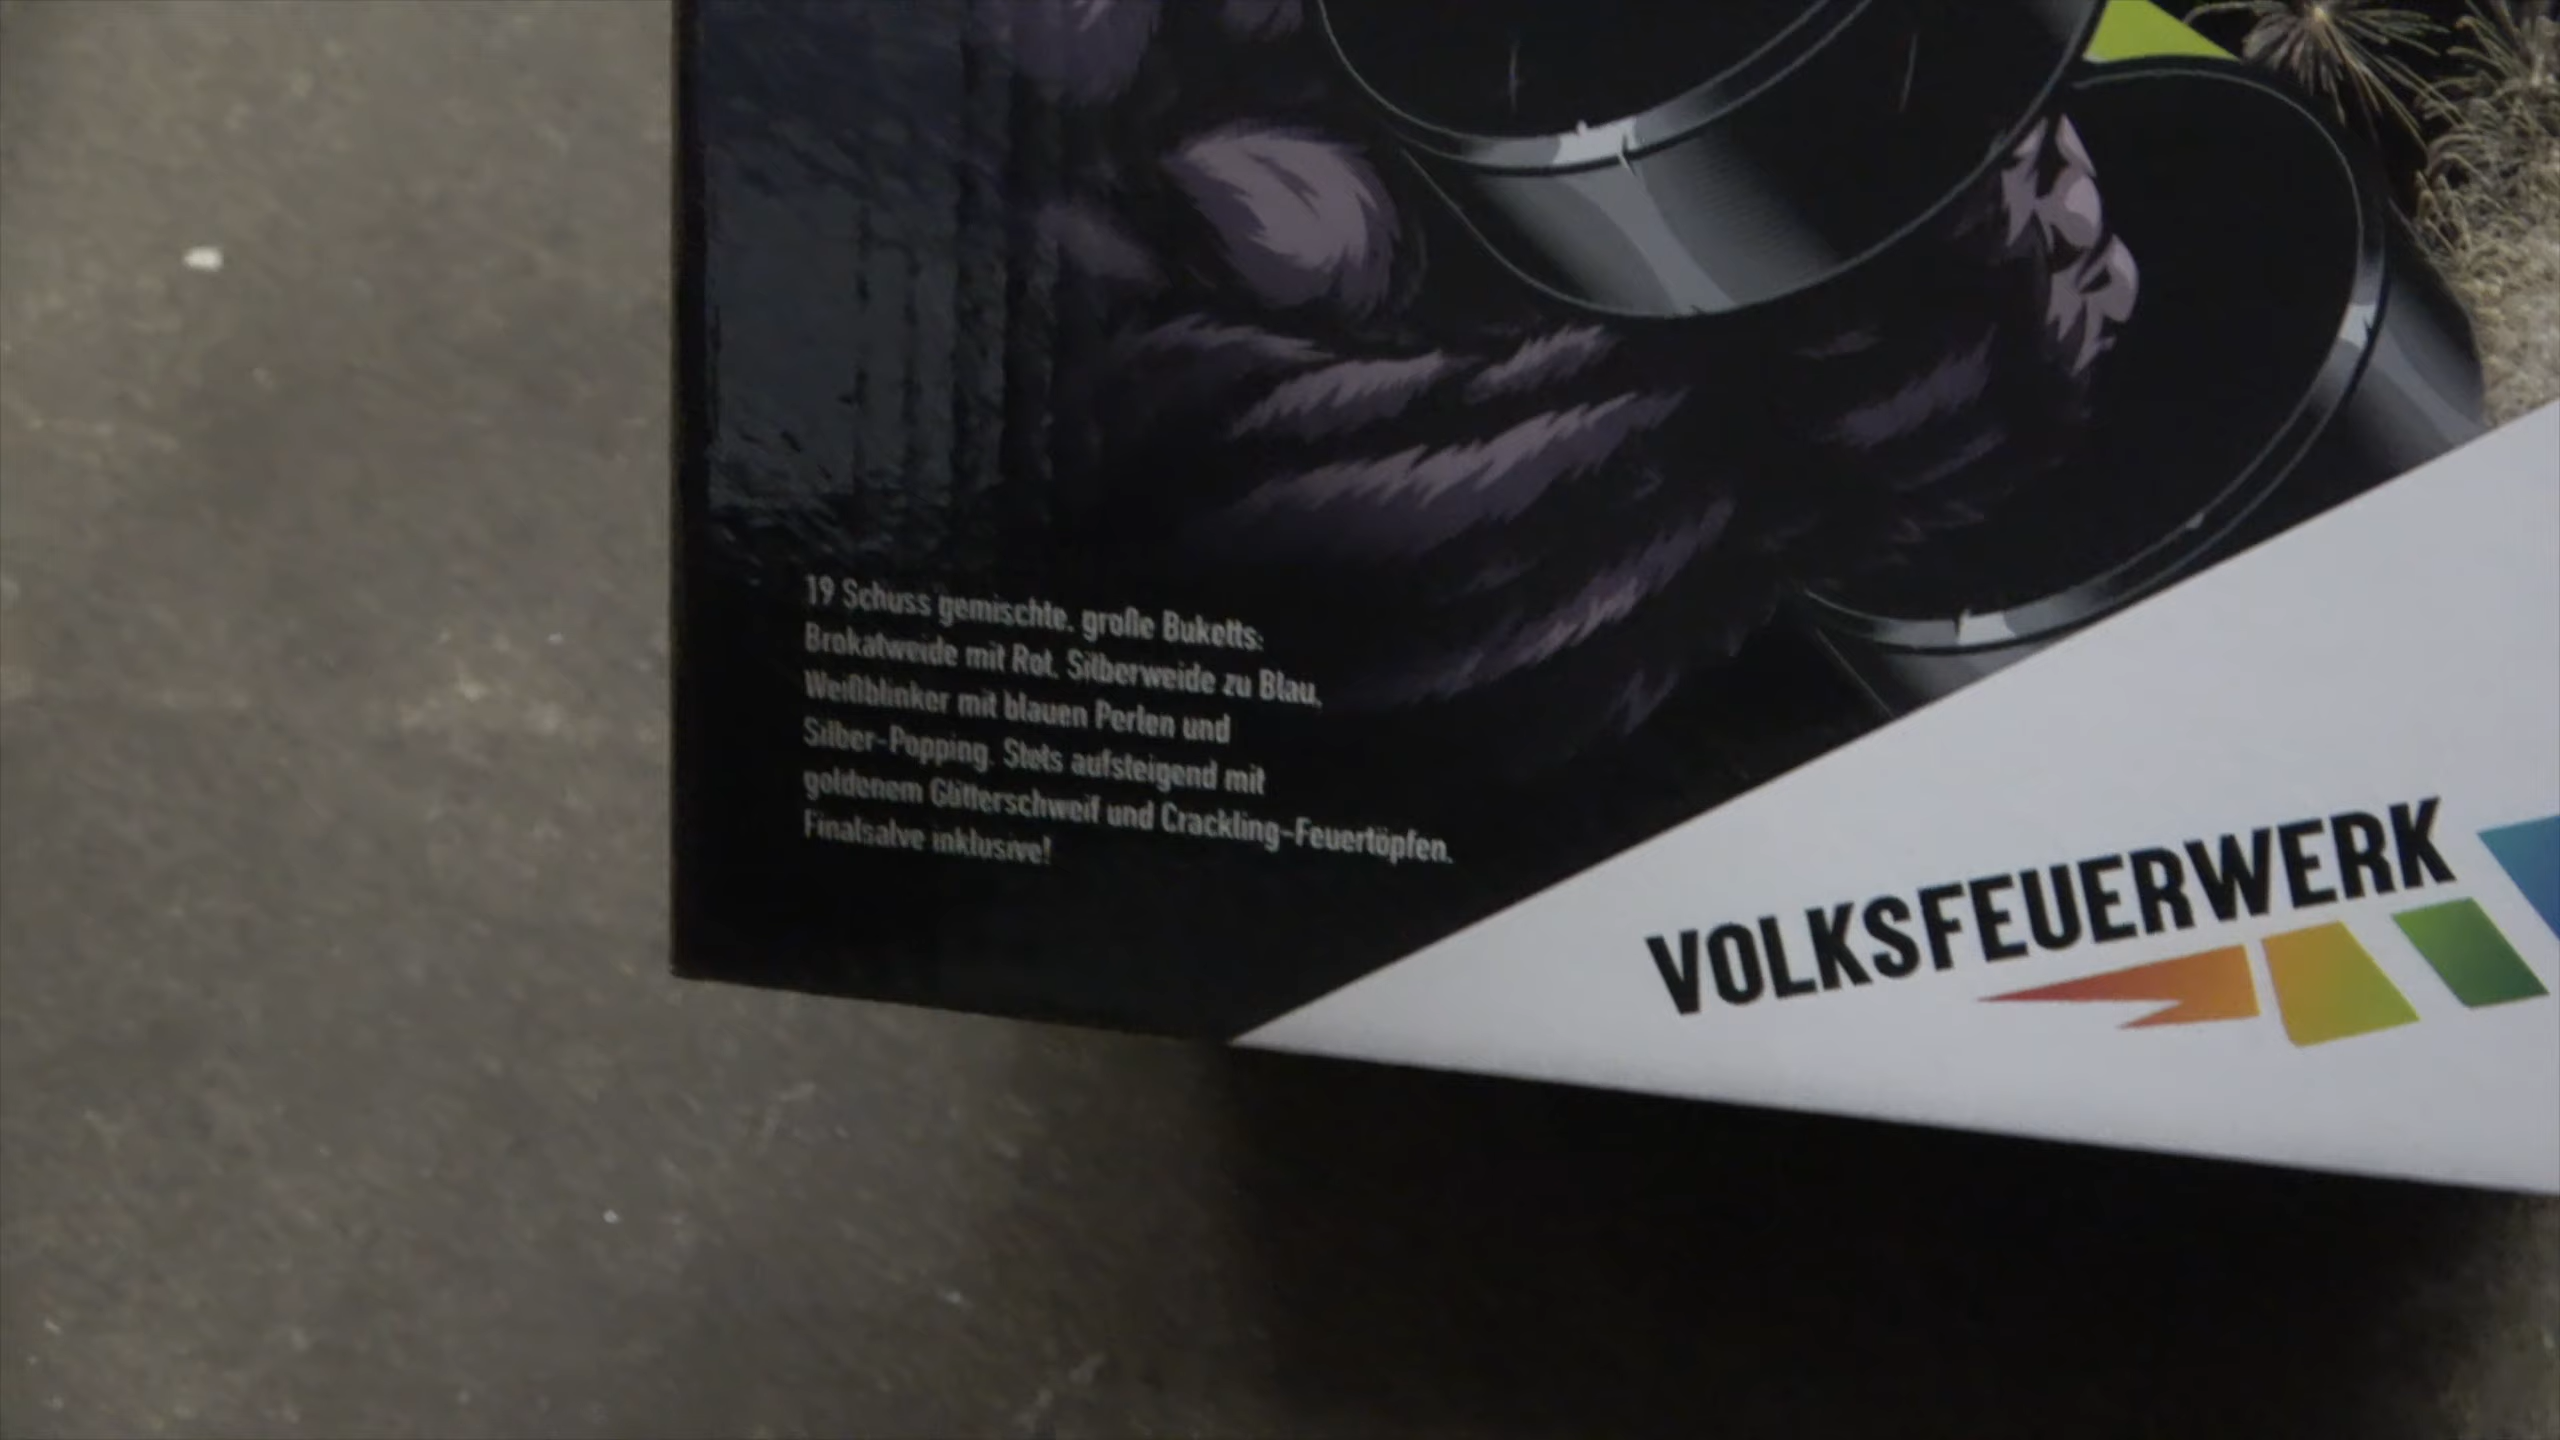 19 Schuss gemischte, große Buketts:
Brokatweide mit Rot, Silberweide zu Blau,
Weißblinker mit blauen Perlen und
Silber-Popping. Stets aufsteigend mit
goldenem Glitterschweif und Crackling-Feuertöpfen.
Finalsalve inklusive!
VOLKSFEUERWERK